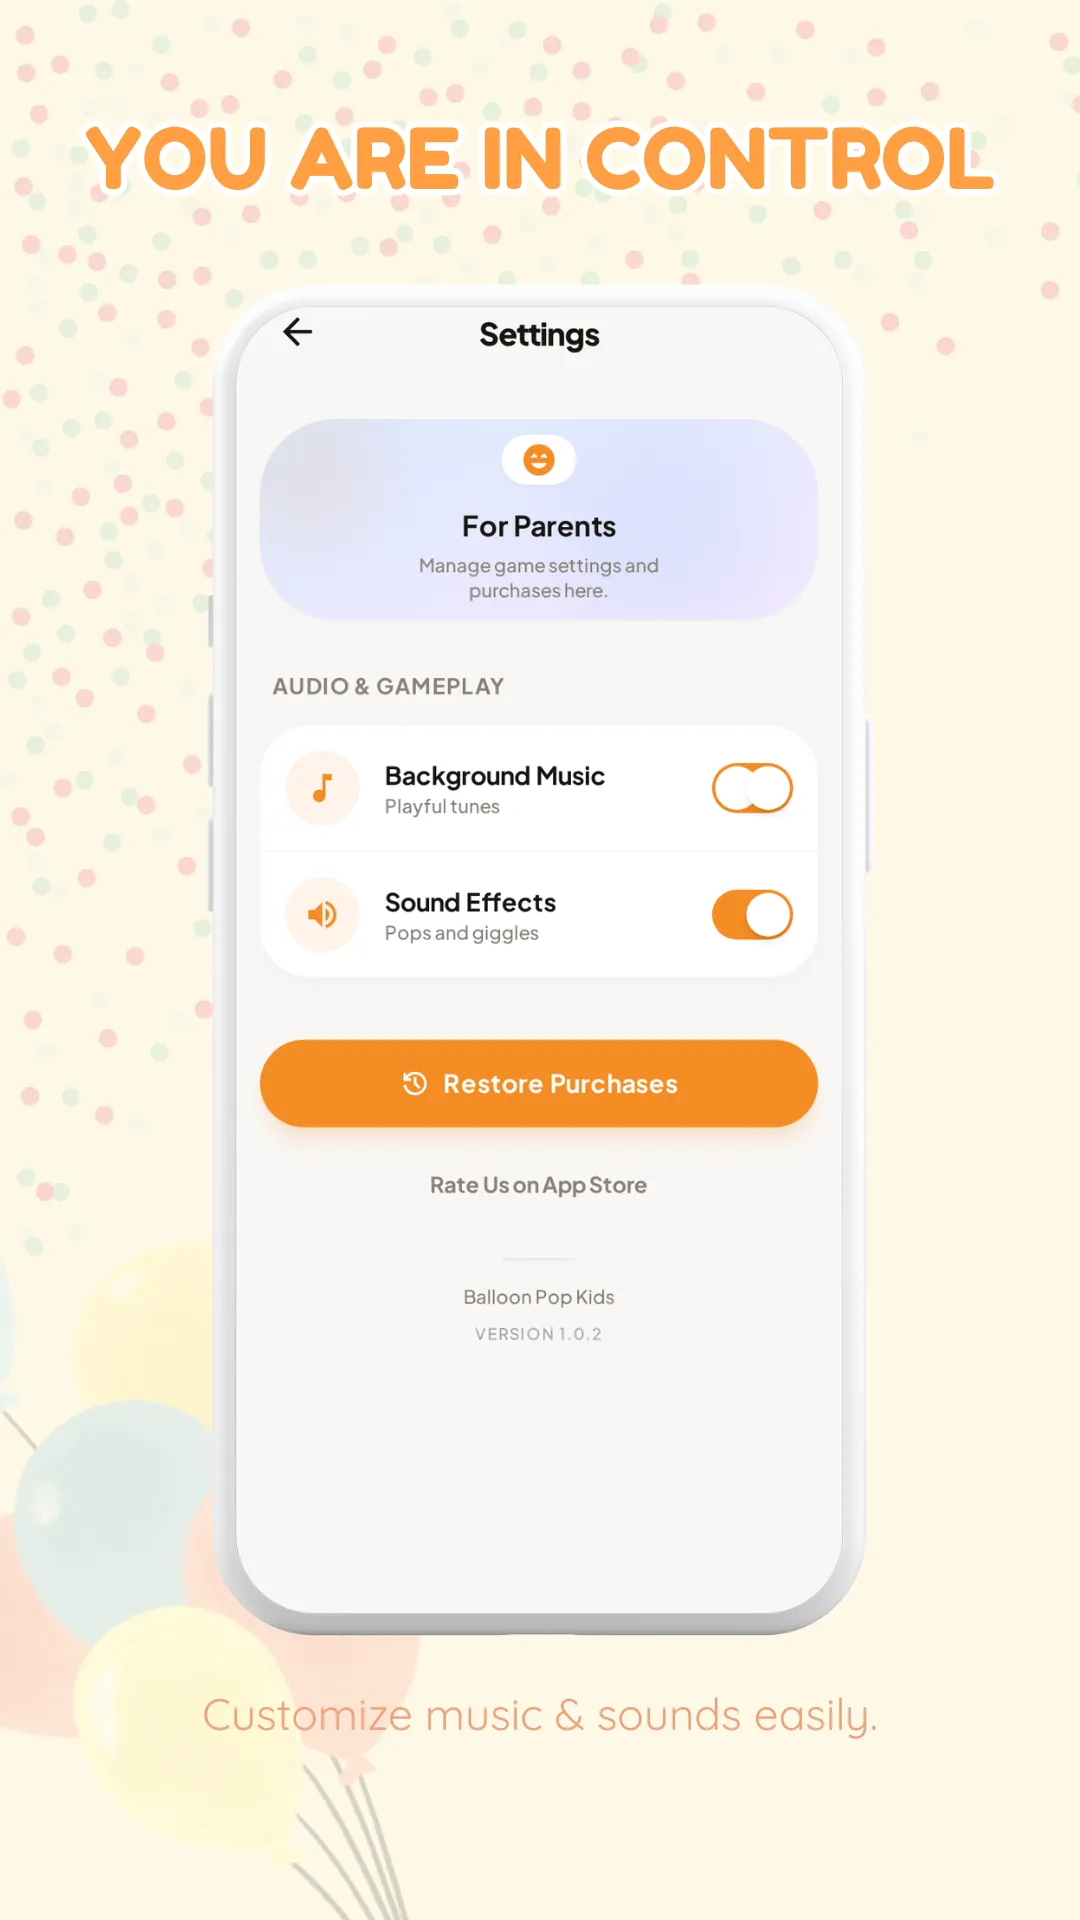 YOU ARE IN CONTROL
Settings
For Parents
Manage game settings and
purchases here.
AUDIO & GAMEPLAY
Background Music
Playful tunes
Sound Effects
Pops and giggles
Restore Purchases
Rate Us on App Store
Balloon Pop Kids
VERSION 1.0.2
Customize music & sounds easily.